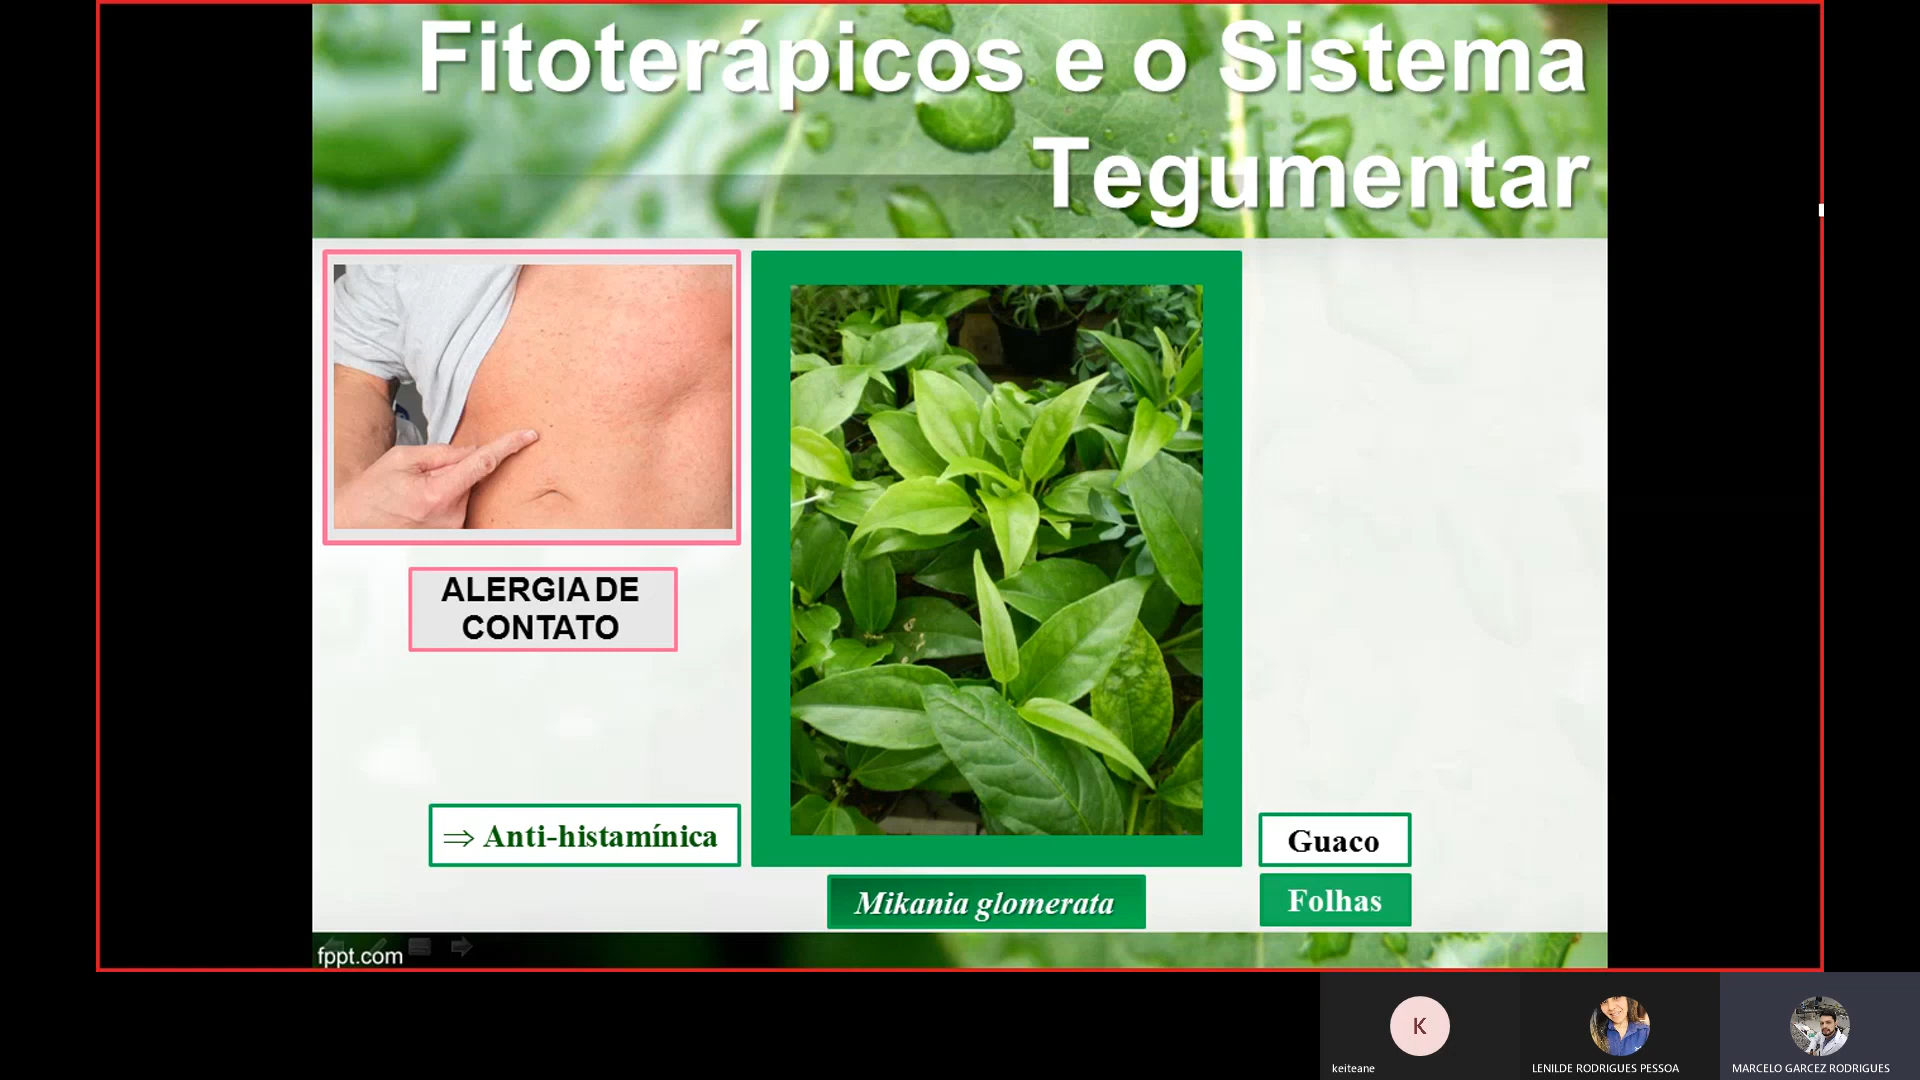 Fitoterápicos e o Sistema
Tegumentar
ALERGIA DE
CONTATO
⇒ Anti-histamínica
Mikania glomerata
Guaco
Folhas
fppt.com
K
keiteane
LENILDE RODRIGUES PESSOA
MARCELO GARCEZ RODRIGUES